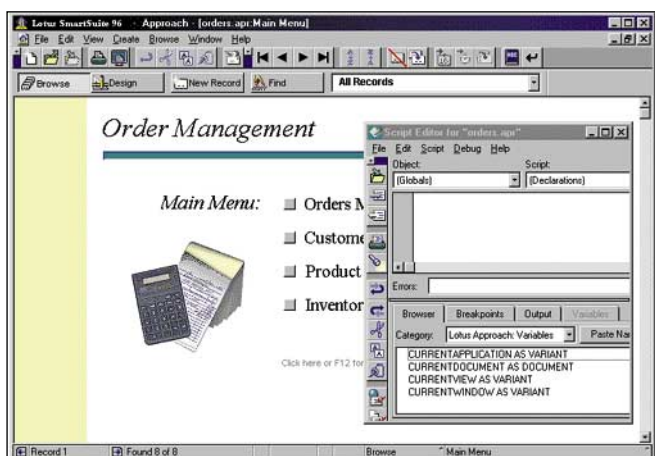 Lotus SmartSuite 96 - Approach - [orders.apr:Main Menu]
File Edit View Create Browse Window Help
Browse Design New Record Find All Records
Order Management
Main Menu:
Orders M
Custome
Product
Inventor
Click here or F12 for
Script Editor for "orders.apr"
File Edit Script Debug Help
Object: Script:
(Globals) (Declarations)
Errors:
Browser Breakpoints Output Variables
Category: Lotus Approach: Variables Paste Nam
CURRENTAPPLICATION AS VARIANT
CURRENTDOCUMENT AS DOCUMENT
CURRENTVIEW AS VARIANT
CURRENTWINDOW AS VARIANT
Record 1 Found 8 of 8 Browse Main Menu